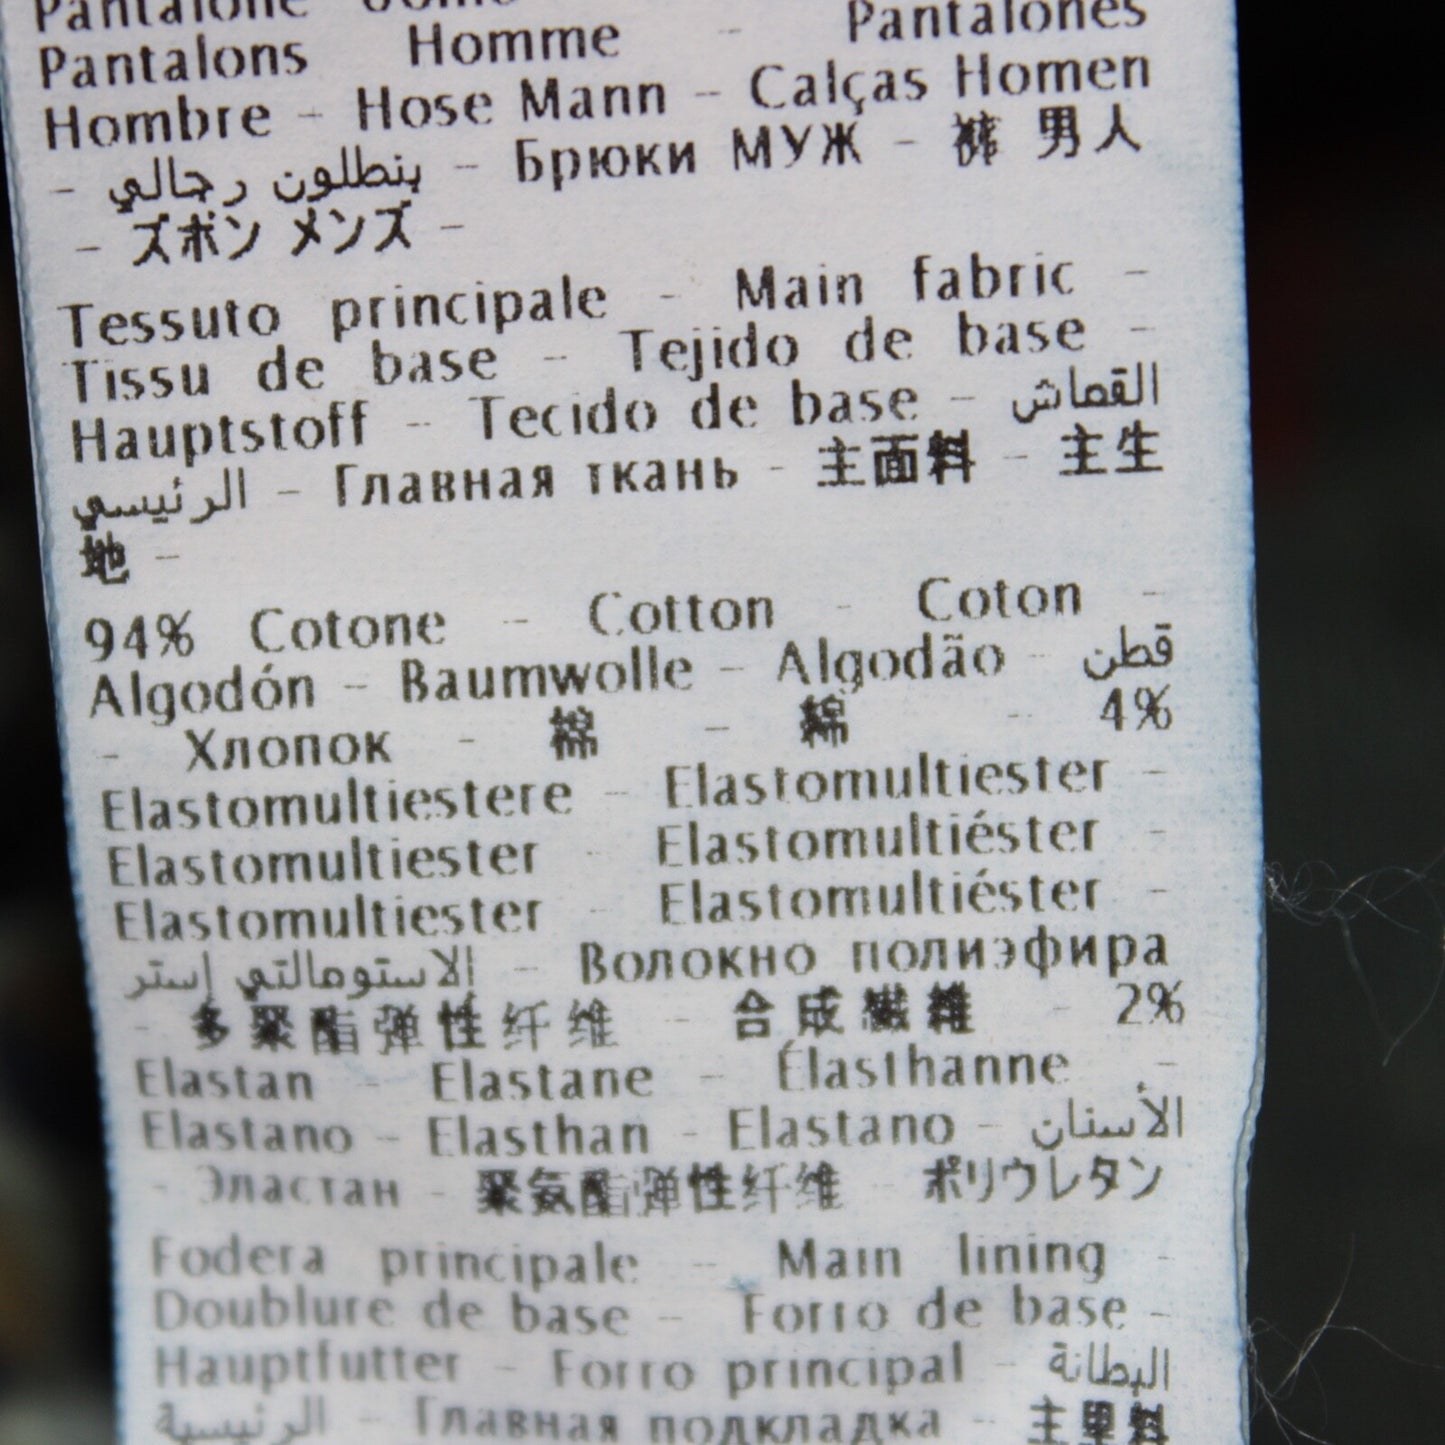 Pantalone Uomo
Pantalons Homme - Pantalones
Hombre - Hose Mann - Calças Homen
- بنطلون رجالي - Брюки МУЖ - 裤 男人
- ズボン メンズ -
Tessuto principale - Main fabric -
Tissu de base - Tejido de base -
Hauptstoff - Tecido de base - القماش
الرئيسي - Главная ткань - 主面料 - 主生
地 -
94% Cotone - Cotton - Coton -
Algodón - Baumwolle - Algodão - قطن
- Хлопок - 棉 - 綿 - 4%
Elastomultiestere - Elastomultiester -
Elastomultiester - Elastomultiéster -
Elastomultiester - Elastomultiéster -
الاستومالتي إستر - Волокно полиэфира
- 多聚酯弹性纤维 - 合成繊維 - 2%
Elastan - Elastane - Élasthanne -
Elastano - Elasthan - Elastano - الأسنان
- Эластан - 聚氨酯弹性纤维 - ポリウレタン
Fodera principale - Main lining -
Doublure de base - Forro de base -
Hauptfutter - Forro principal - البطانة
الرئيسية - Главная подкладка - 主里料